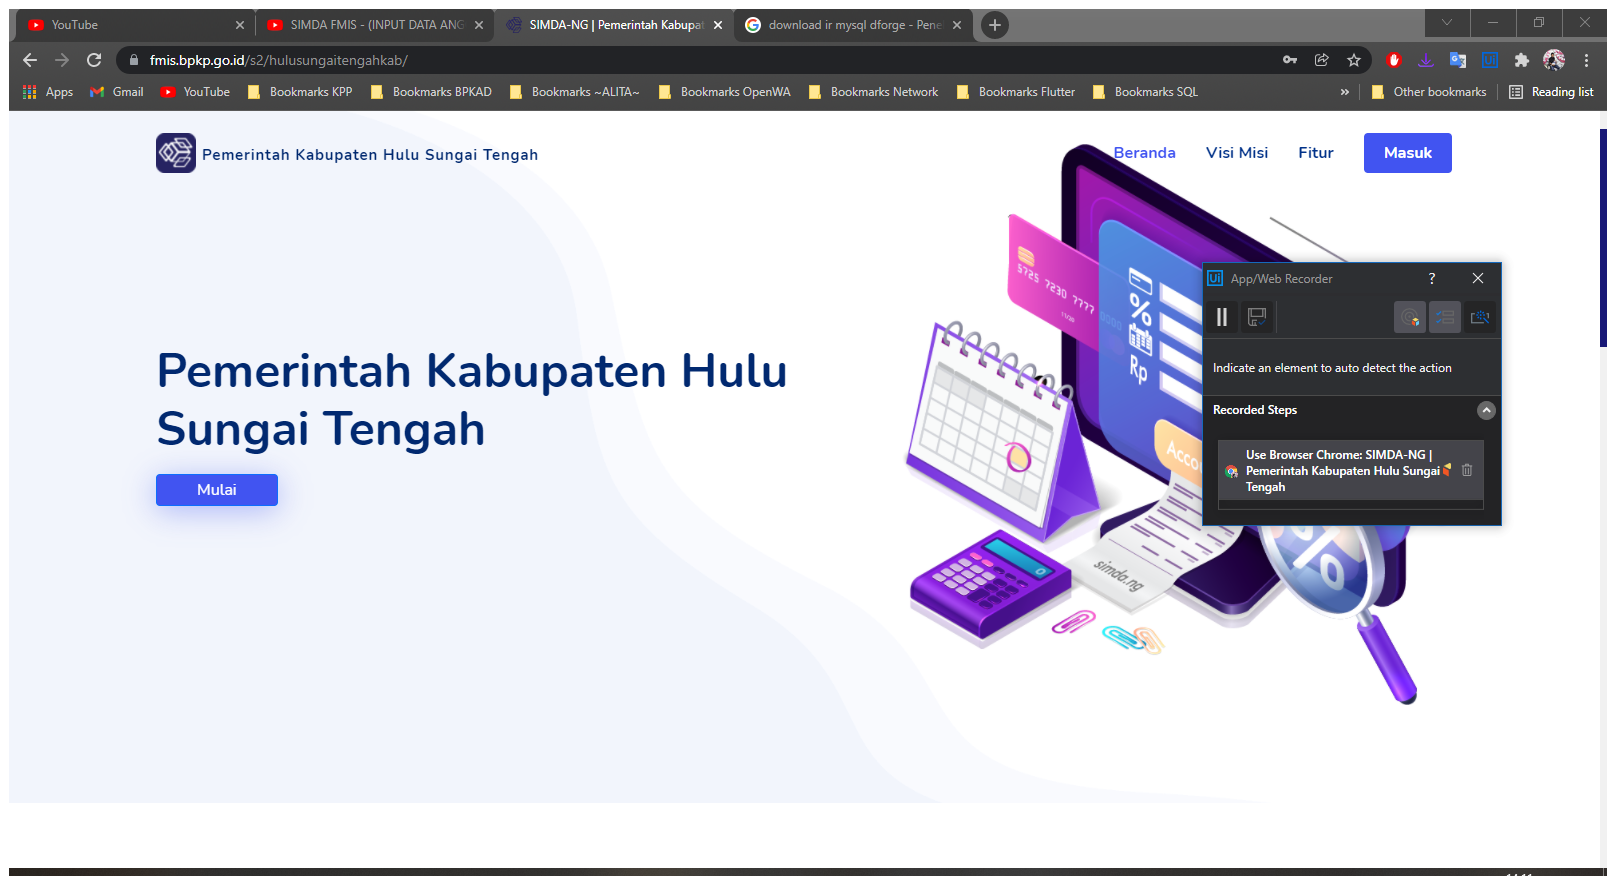 YouTube
SIMDA FMIS - (INPUT DATA ANG
SIMDA-NG | Pemerintah Kabupat
download ir mysql dforge - Pene
fmis.bpkp.go.id/s2/hulusungaitengahkab/
Apps
Gmail
YouTube
Bookmarks KPP
Bookmarks BPKAD
Bookmarks ~ALITA~
Bookmarks OpenWA
Bookmarks Network
Bookmarks Flutter
Bookmarks SQL
»
Other bookmarks
Reading list
Pemerintah Kabupaten Hulu Sungai Tengah
Beranda
Visi Misi
Fitur
Masuk
5725 7230 7777 0000
%
Rp
Acco
simda.ng
%
Pemerintah Kabupaten Hulu
Sungai Tengah
Mulai
Ui App/Web Recorder ?
Indicate an element to auto detect the action
Recorded Steps
Use Browser Chrome: SIMDA-NG |
Pemerintah Kabupaten Hulu Sungai
Tengah